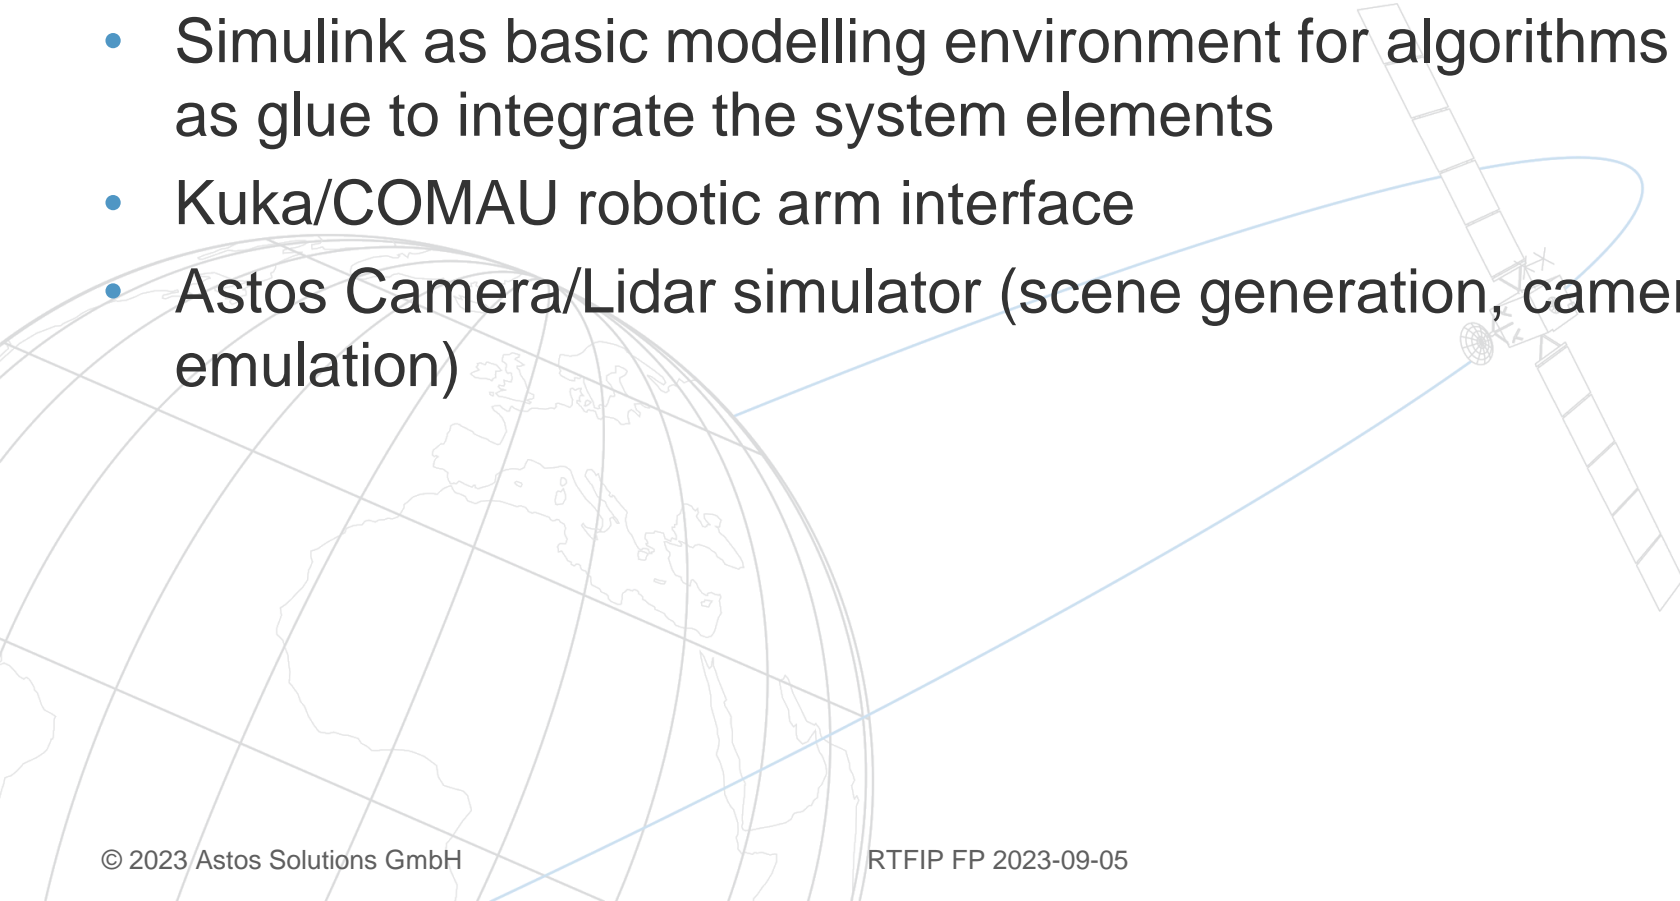 • Simulink as basic modelling environment for algorithms
as glue to integrate the system elements
• Kuka/COMAU robotic arm interface
• Astos Camera/Lidar simulator (scene generation,
emulation)
© 2023 Astos Solutions GmbH
RTFIP FP 2023-09-05